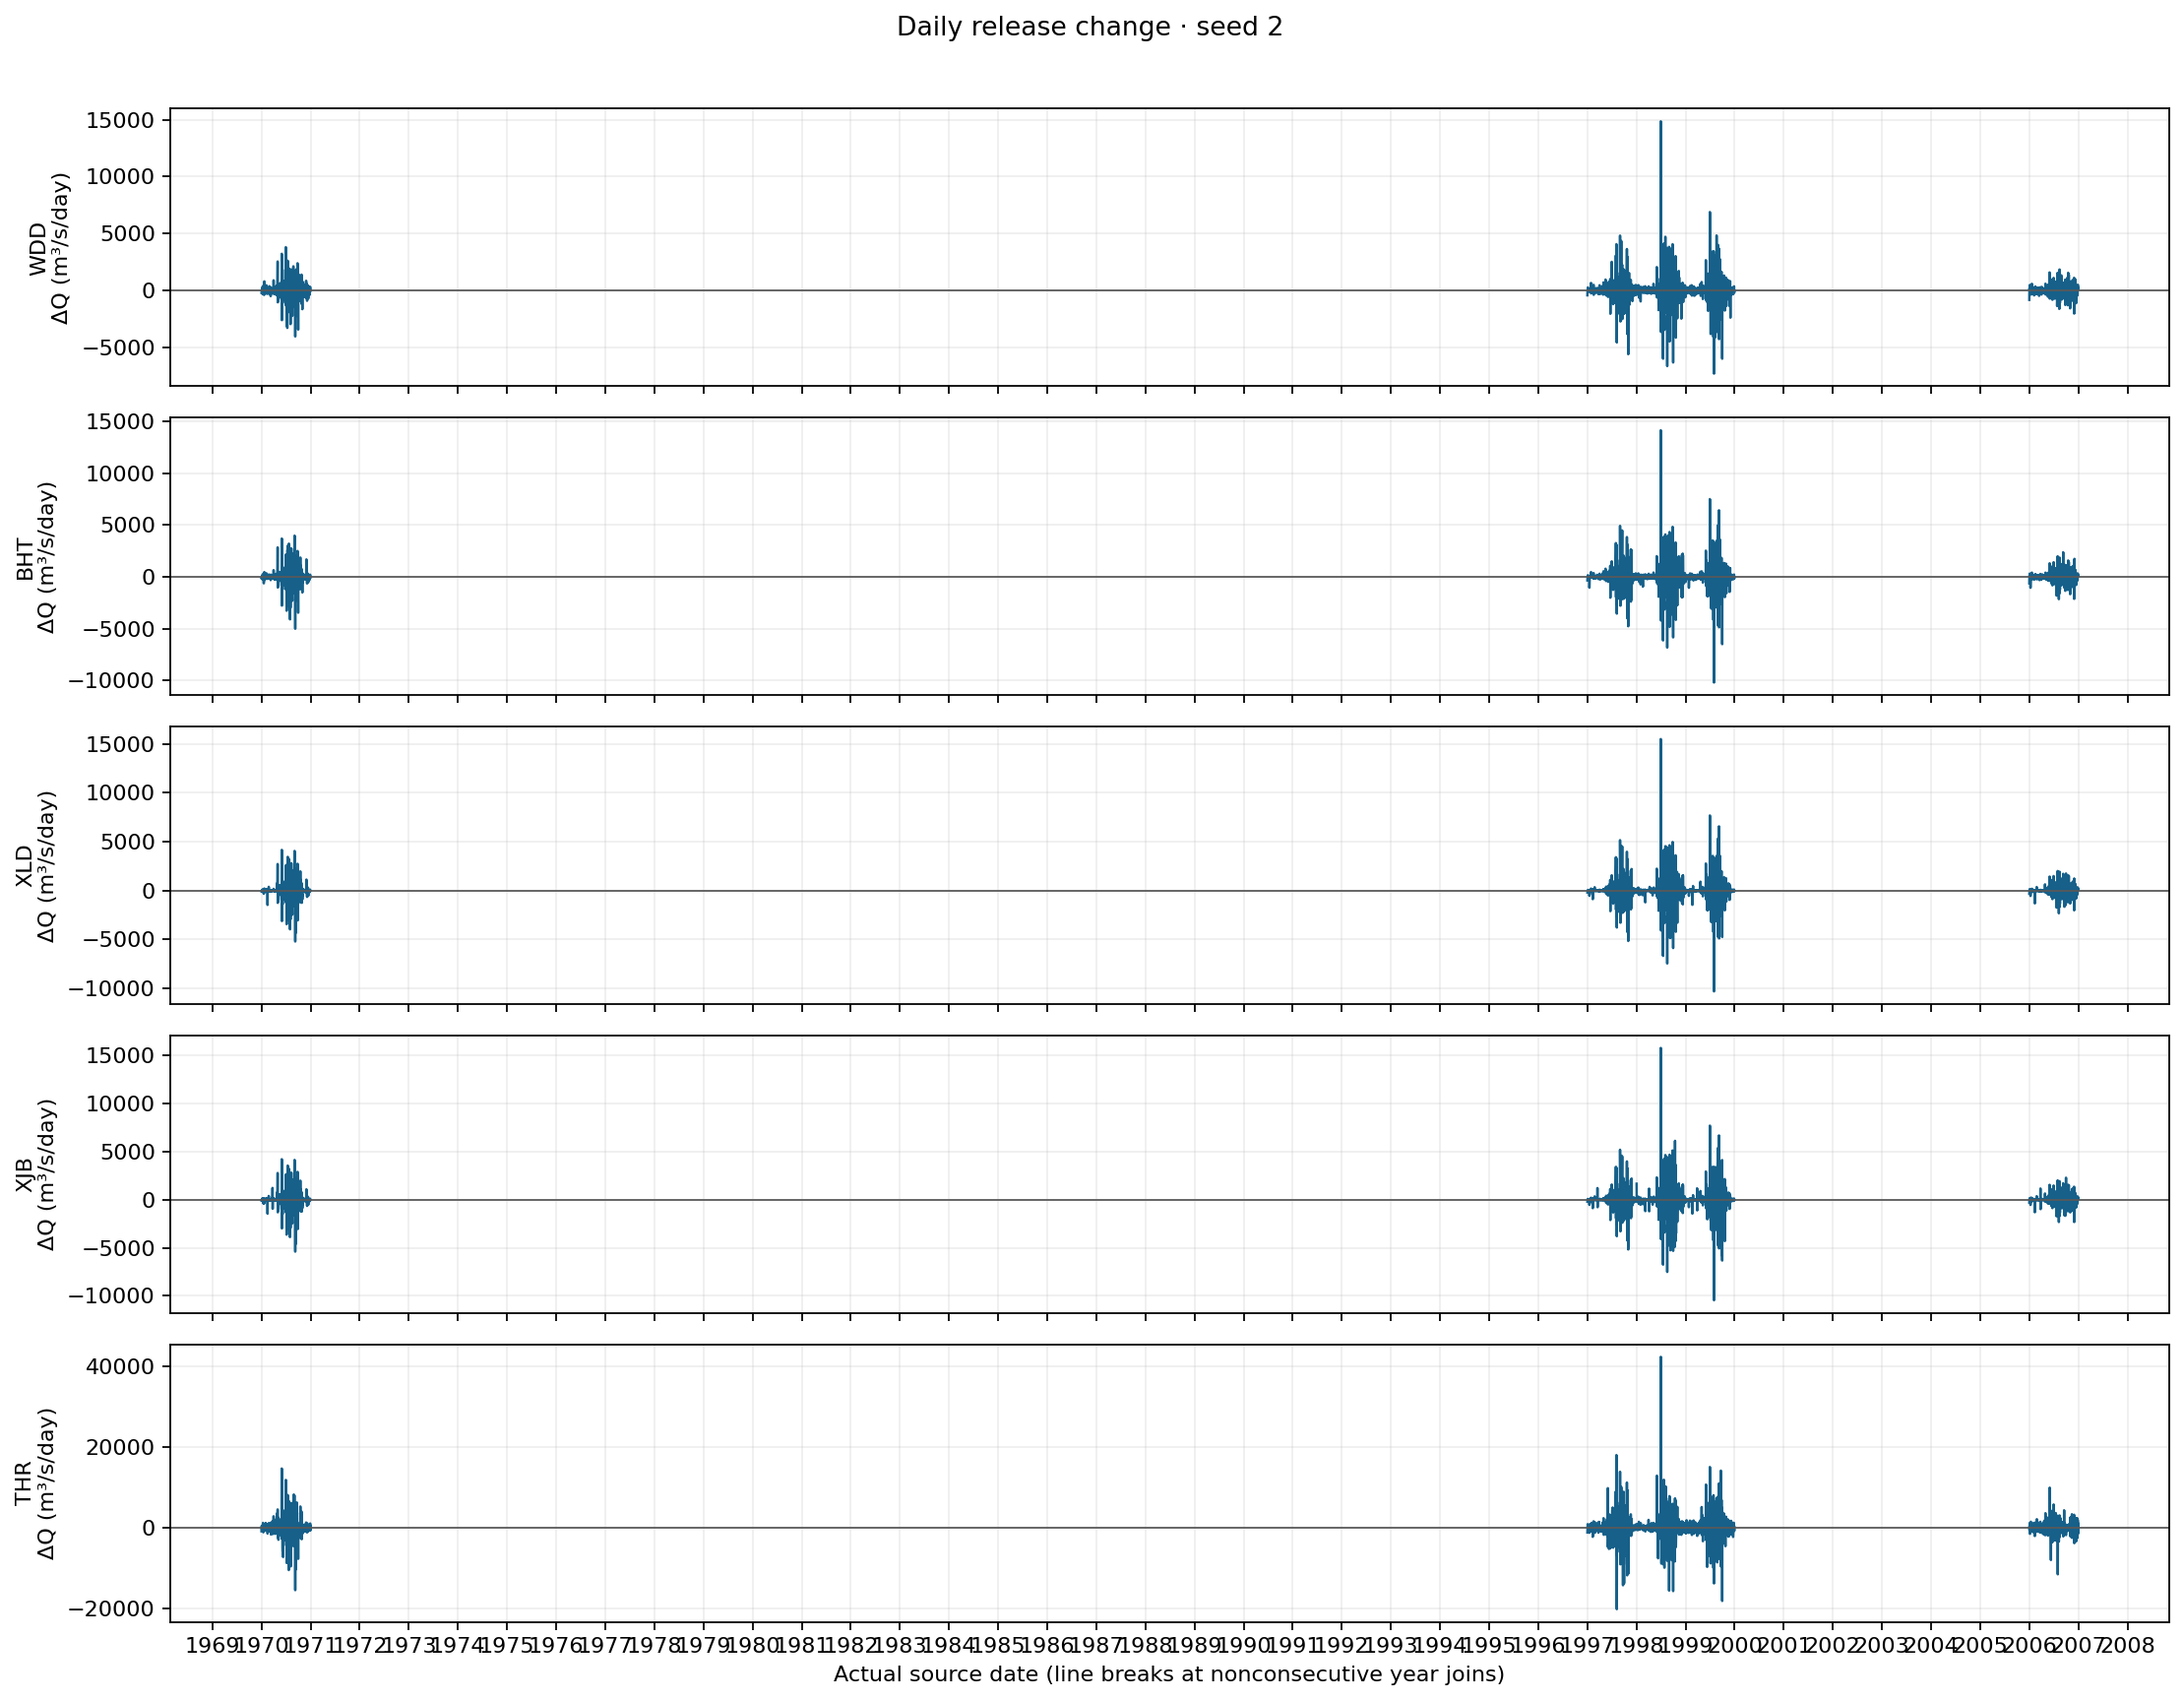 Daily release change · seed 2
WDD
ΔQ (m³/s/day)
15000
10000
5000
0
−5000
BHT
ΔQ (m³/s/day)
15000
10000
5000
0
−5000
−10000
XLD
ΔQ (m³/s/day)
15000
10000
5000
0
−5000
−10000
XJB
ΔQ (m³/s/day)
15000
10000
5000
0
−5000
−10000
THR
ΔQ (m³/s/day)
40000
20000
0
−20000
1969 1970 1971 1972 1973 1974 1975 1976 1977 1978 1979 1980 1981 1982 1983 1984 1985 1986 1987 1988 1989 1990 1991 1992 1993 1994 1995 1996 1997 1998 1999 2000 2001 2002 2003 2004 2005 2006 2007 2008
Actual source date (line breaks at nonconsecutive year joins)